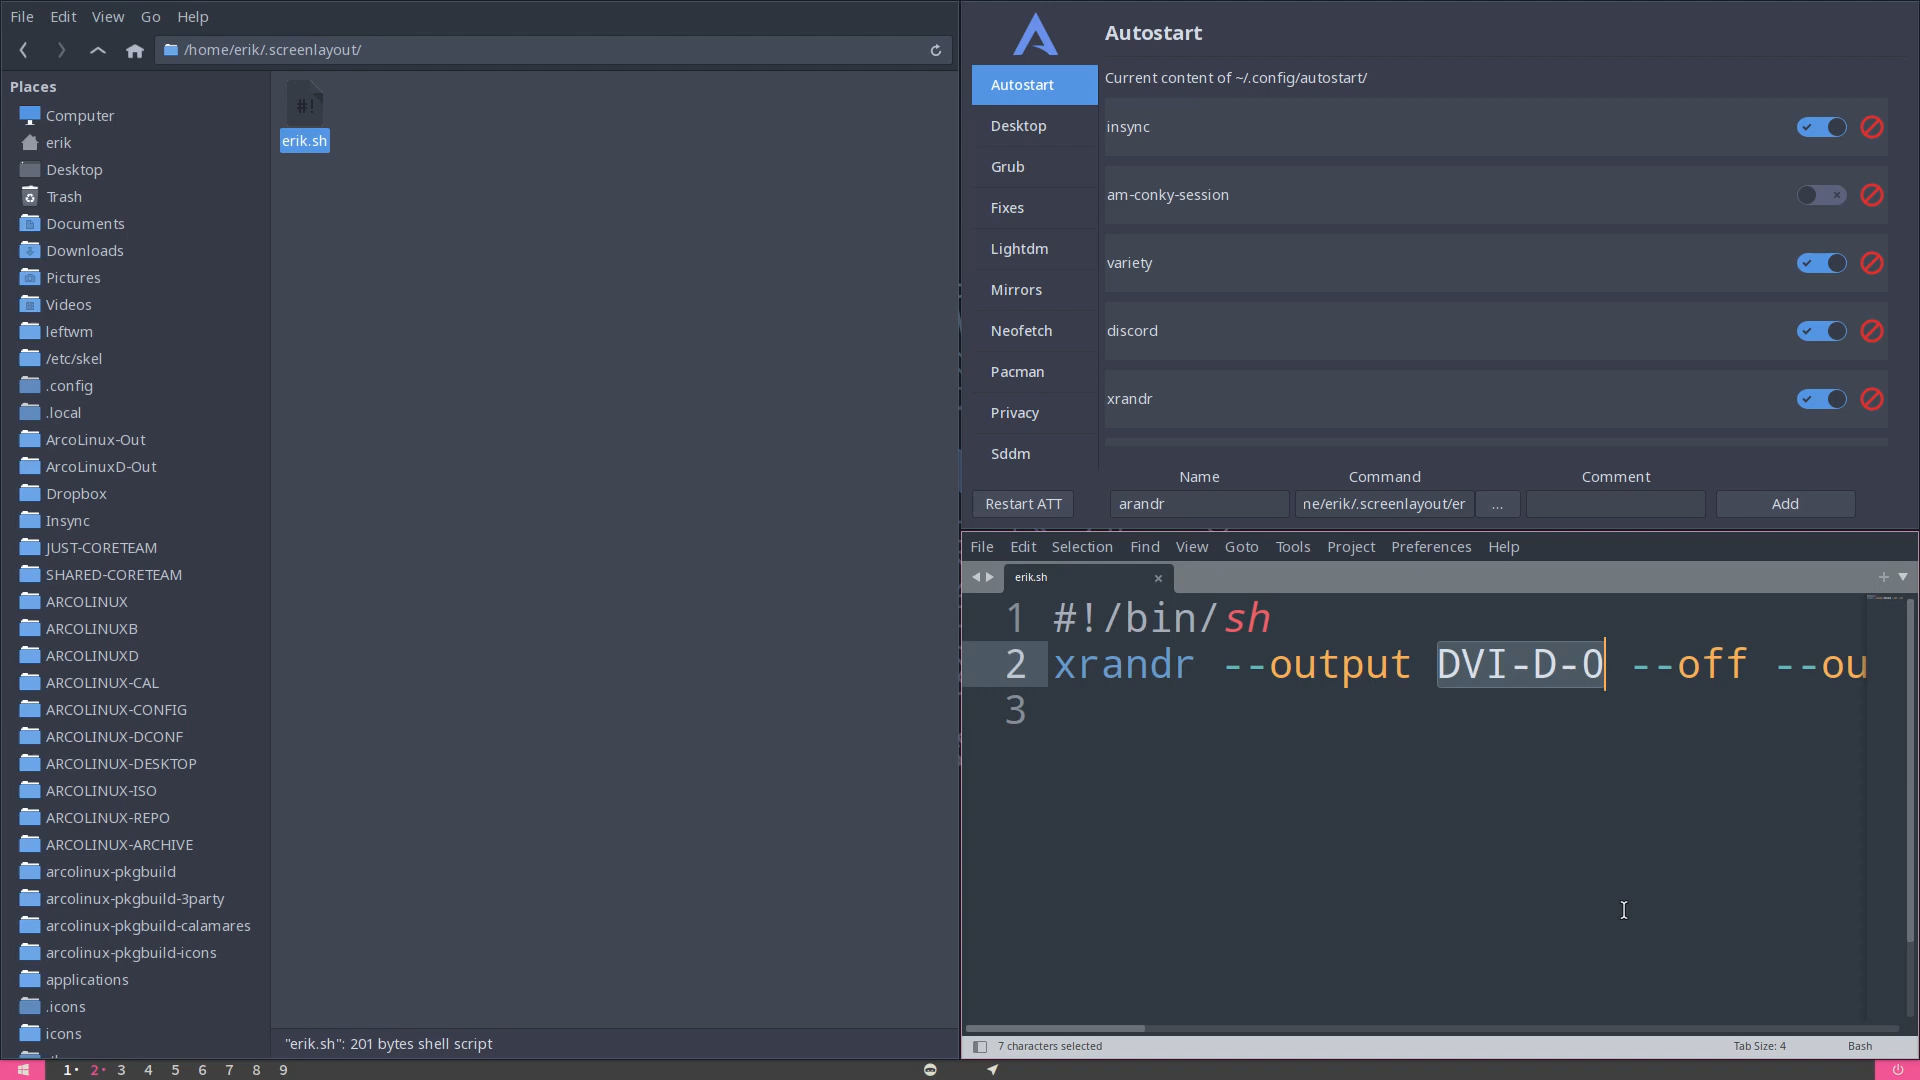 File Edit View Go Help
/home/erik/.screenlayout/
Places
Computer
erik
Desktop
Trash
Documents
Downloads
Pictures
Videos
leftwm
/etc/skel
.config
.local
ArcoLinux-Out
ArcoLinuxD-Out
Dropbox
Insync
JUST-CORETEAM
SHARED-CORETEAM
ARCOLINUX
ARCOLINUXB
ARCOLINUXD
ARCOLINUX-CAL
ARCOLINUX-CONFIG
ARCOLINUX-DCONF
ARCOLINUX-DESKTOP
ARCOLINUX-ISO
ARCOLINUX-REPO
ARCOLINUX-ARCHIVE
arcolinux-pkgbuild
arcolinux-pkgbuild-3party
arcolinux-pkgbuild-calamares
arcolinux-pkgbuild-icons
applications
.icons
icons
#!
erik.sh
"erik.sh": 201 bytes shell script
Autostart
Desktop
Grub
Fixes
Lightdm
Mirrors
Neofetch
Pacman
Privacy
Sddm
Restart ATT
Autostart
Current content of ~/.config/autostart/
insync
am-conky-session
variety
discord
xrandr
Name Command Comment
arandr ne/erik/.screenlayout/er ... Add
File Edit Selection Find View Goto Tools Project Preferences Help
erik.sh
1 #!/bin/sh
2 xrandr --output DVI-D-0 --off --ou
3
7 characters selected Tab Size: 4 Bash
1 2 3 4 5 6 7 8 9